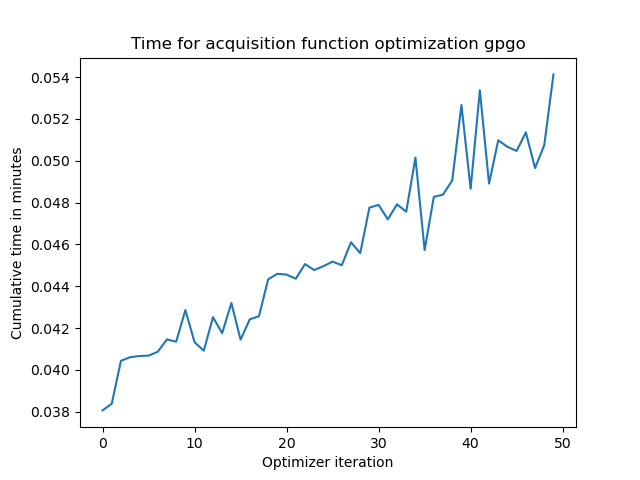 Time for acquisition function optimization gpgo
Cumulative time in minutes
0.054
0.052
0.050
0.048
0.046
0.044
0.042
0.040
0.038
0 10 20 30 40 50
Optimizer iteration